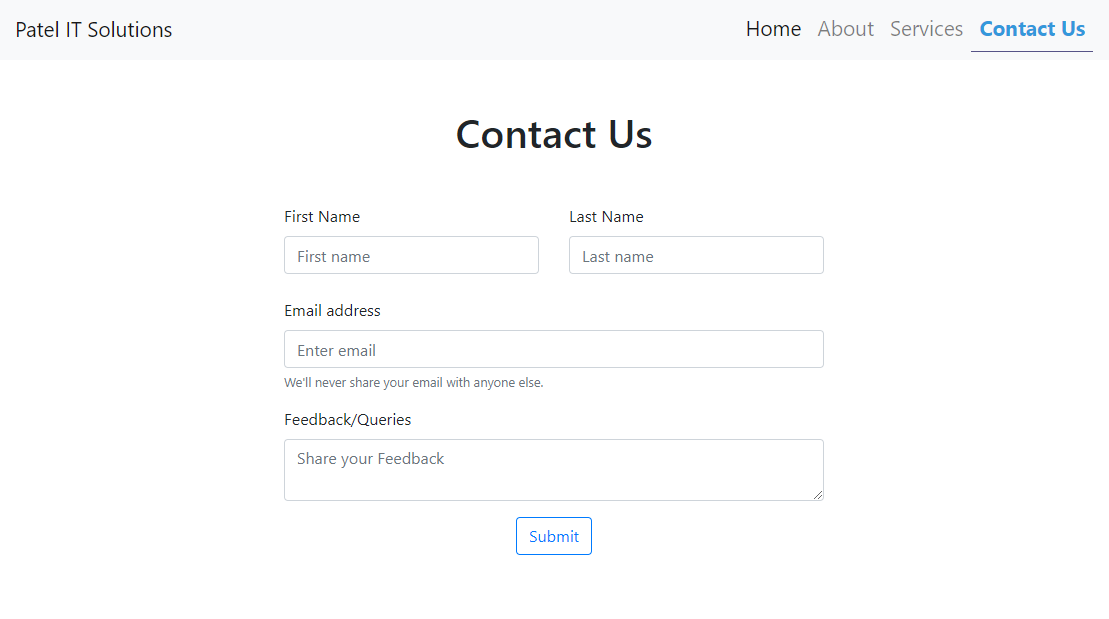 Patel IT Solutions Home About Services Contact Us
Contact Us
First Name Last Name
First name Last name
Email address
Enter email
We'll never share your email with anyone else.
Feedback/Queries
Share your Feedback
Submit